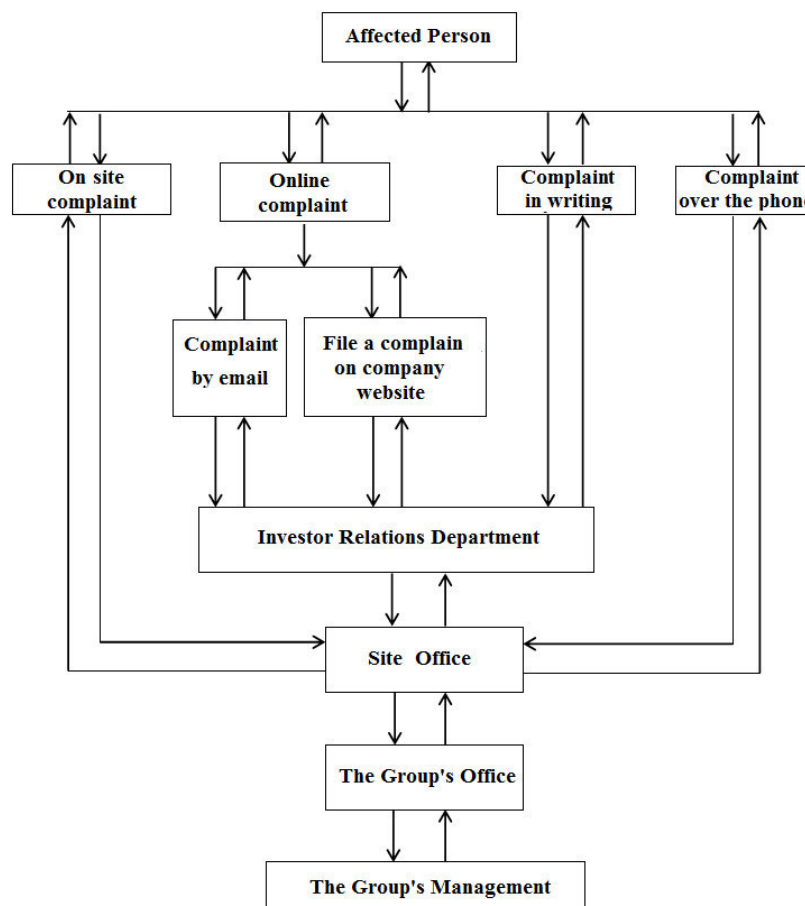 Affected Person
On site
complaint
Online
complaint
Complaint
in writing
Complaint
over the phone
Complaint
by email
File a complain
on company
website
Investor Relations Department
Site Office
The Group's Office
The Group's Management